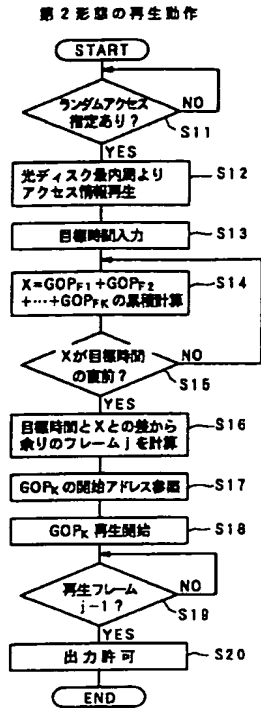 第2形態の再生動作
START
ランダムアクセス
指定あり？
NO
S11
YES
光ディスク最内周より
アクセス情報再生
S12
目標時間入力
S13
X=GOPF1+GOPF2
+…+GOPFKの累積計算
S14
Xが目標時間
の直前？
NO
S15
YES
目標時間とXとの差から
余りのフレームjを計算
S16
GOPKの開始アドレス参照
S17
GOPK再生開始
S18
再生フレーム
j-1？
NO
S19
YES
出力許可
S20
END